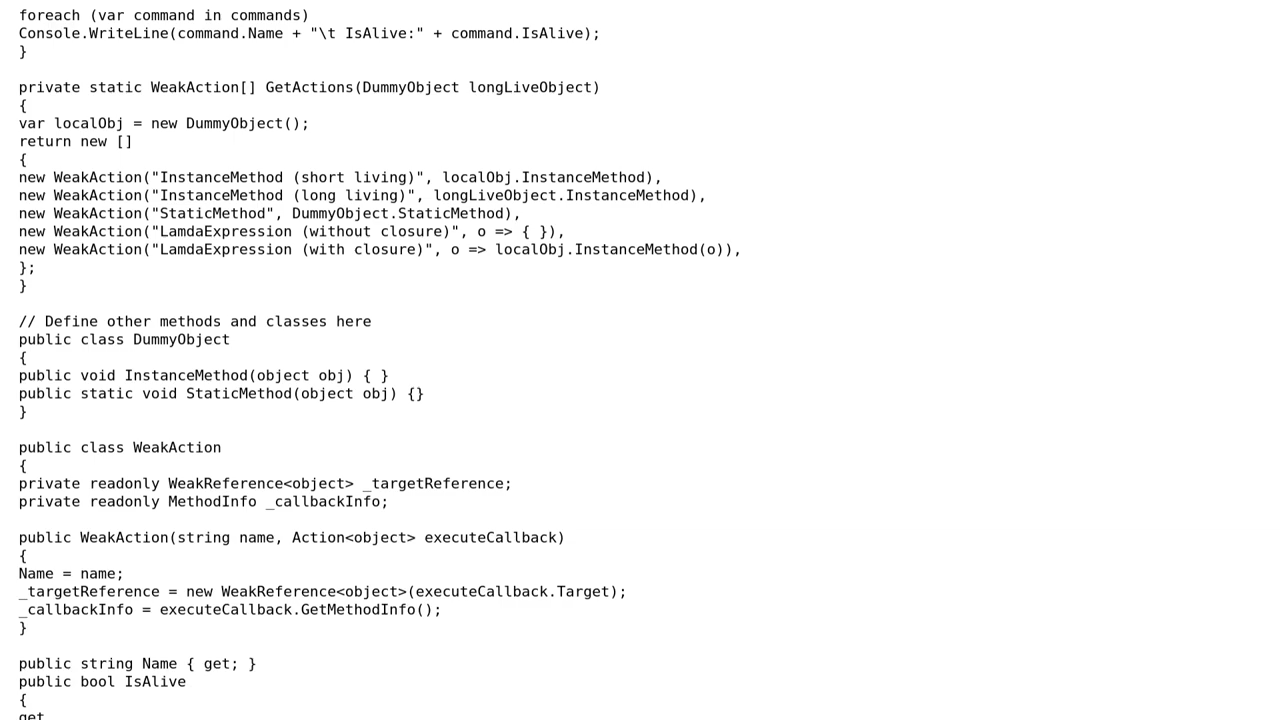 foreach (var command in commands)
Console.WriteLine(command.Name + "\t IsAlive:" + command.IsAlive);
}

private static WeakAction[] GetActions(DummyObject longLiveObject)
{
var localObj = new DummyObject();
return new []
{
new WeakAction("InstanceMethod (short living)", localObj.InstanceMethod),
new WeakAction("InstanceMethod (long living)", longLiveObject.InstanceMethod),
new WeakAction("StaticMethod", DummyObject.StaticMethod),
new WeakAction("LamdaExpression (without closure)", o => { }),
new WeakAction("LamdaExpression (with closure)", o => localObj.InstanceMethod(o)),
};
}

// Define other methods and classes here
public class DummyObject
{
public void InstanceMethod(object obj) { }
public static void StaticMethod(object obj) {}
}

public class WeakAction
{
private readonly WeakReference<object> _targetReference;
private readonly MethodInfo _callbackInfo;

public WeakAction(string name, Action<object> executeCallback)
{
Name = name;
_targetReference = new WeakReference<object>(executeCallback.Target);
_callbackInfo = executeCallback.GetMethodInfo();
}

public string Name { get; }
public bool IsAlive
{
get